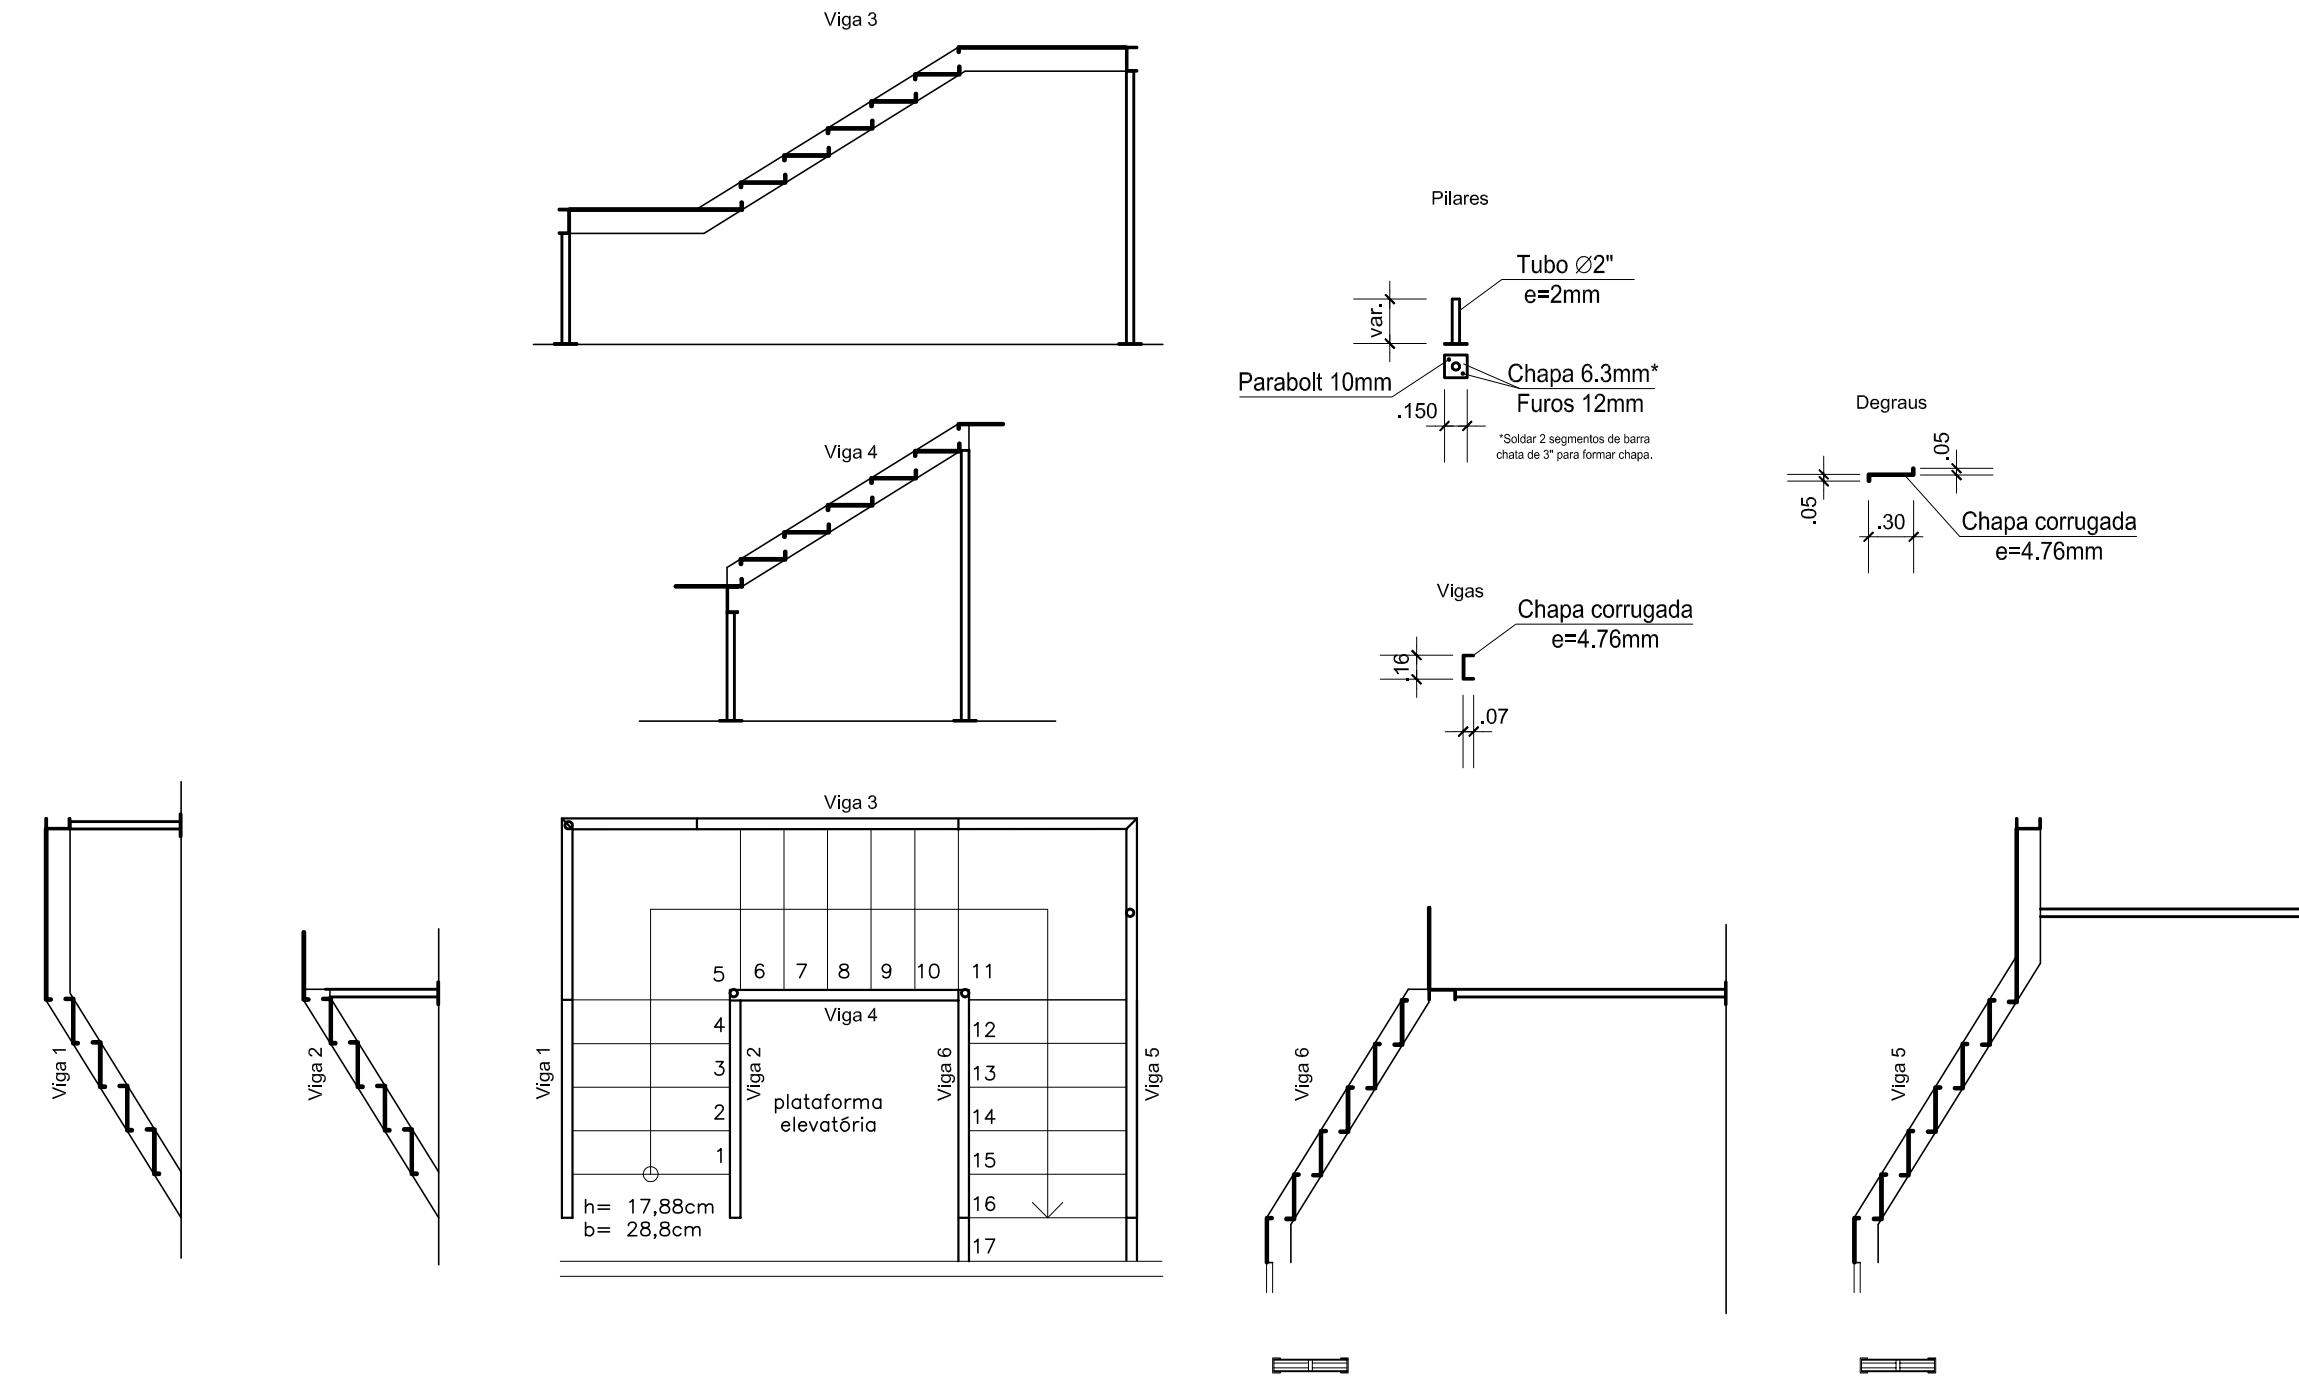 Viga 3
Pilares
Tubo Ø2"
e=2mm
var.
Parabolt 10mm
Chapa 6.3mm*
Furos 12mm
.150
*Soldar 2 segmentos de barra
chata de 3" para formar chapa.
Degraus
.05
.05
.30
Chapa corrugada
e=4.76mm
Viga 4
Vigas
Chapa corrugada
e=4.76mm
.16
.07
Viga 3
5 6 7 8 9 10 11
Viga 4
4
3
2
1
12
13
14
15
16
17
Viga 1
Viga 2
Viga 1
Viga 2
plataforma
elevatória
Viga 6
Viga 5
Viga 6
Viga 5
h= 17,88cm
b= 28,8cm